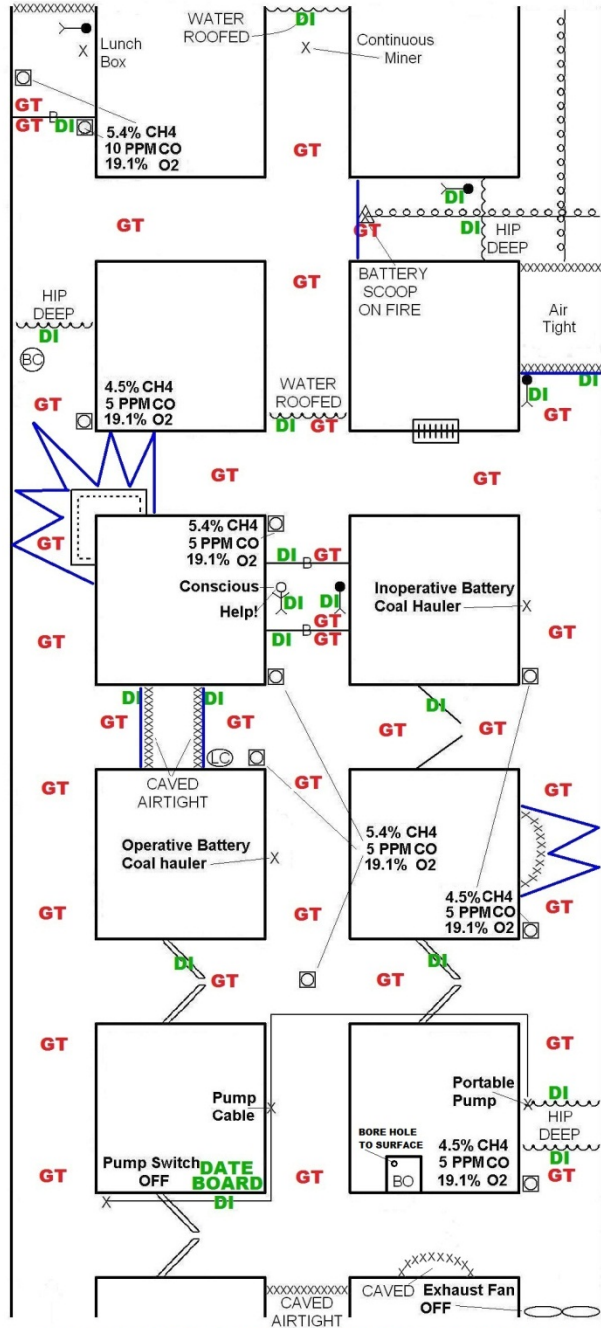 WATER
ROOFED
DI
Lunch
Box
X
X
Continuous
Miner
GT
GT
B
DI
5.4% CH4
10 PPM CO
19.1% O2
GT
DI
GT
GT
DI
HIP
DEEP
GT
BATTERY
SCOOP
ON FIRE
HIP
DEEP
DI
Air
Tight
BC
4.5% CH4
5 PPM CO
19.1% O2
WATER
ROOFED
DI
GT
DI
DI
GT
GT
GT
GT
GT
5.4% CH4
5 PPM CO
19.1% O2
DI
B
GT
Conscious
Help!
DI
GT
DI
B
GT
Inoperative Battery
Coal Hauler
X
GT
GT
DI
DI
GT
GT
DI
GT
GT
LC
CAVED
AIRTIGHT
GT
GT
GT
Operative Battery
Coal hauler
X
5.4% CH4
5 PPM CO
19.1% O2
4.5% CH4
5 PPM CO
19.1% O2
GT
GT
GT
DI
GT
DI
GT
GT
GT
Pump
Cable
X
Portable
Pump
X
DI
HIP
DEEP
DI
BORE HOLE
TO SURFACE
BO
4.5% CH4
5 PPM CO
19.1% O2
GT
GT
GT
Pump Switch
OFF
DATE
BOARD
DI
X
CAVED
AIRTIGHT
CAVED
Exhaust Fan
OFF